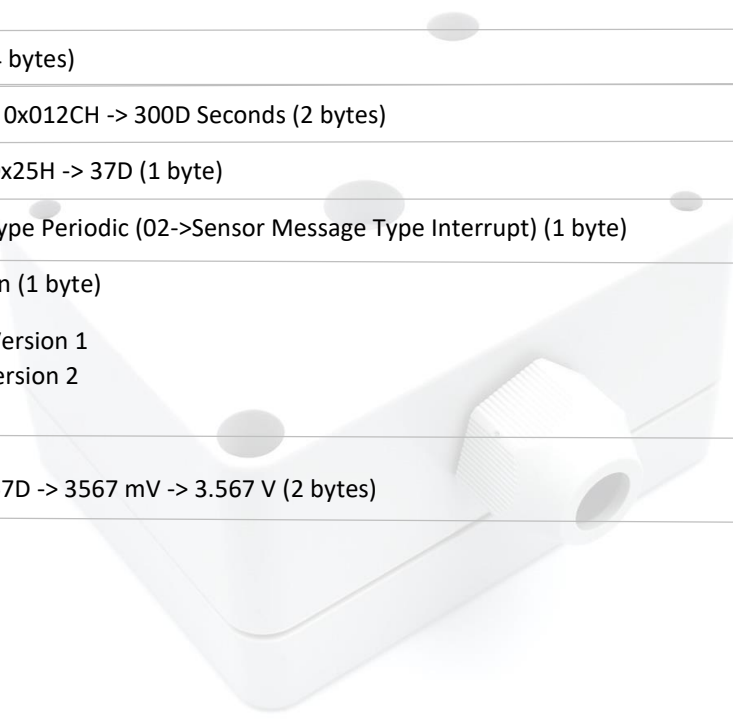 bytes)
0x012CH -> 300D Seconds (2 bytes)
x25H -> 37D (1 byte)
ype Periodic (02->Sensor Message Type Interrupt) (1 byte)
n (1 byte)
ersion 1
ersion 2
7D -> 3567 mV -> 3.567 V (2 bytes)